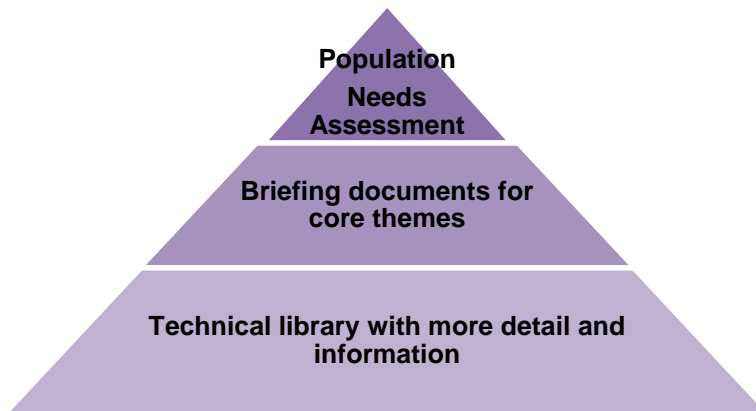 Population
Needs
Assessment
Briefing documents for
core themes
Technical library with more detail and
information